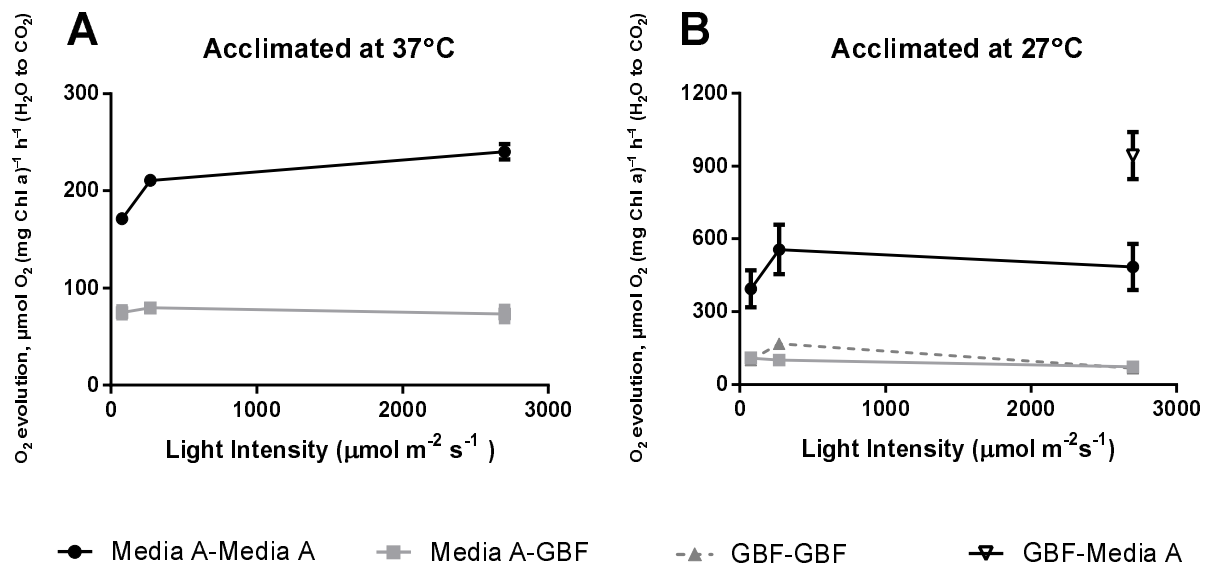 A
Acclimated at 37°C
O₂ evolution, µmol O₂ (mg Chl a)⁻¹ h⁻¹ (H₂O to CO₂)
300
200
100
0
0 1000 2000 3000
Light Intensity (µmol m⁻² s⁻¹ )
B
Acclimated at 27°C
O₂ evolution, µmol O₂ (mg Chl a)⁻¹ h⁻¹ (H₂O to CO₂)
1200
900
600
300
0
0 1000 2000 3000
Light Intensity (µmol m⁻²s⁻¹)
Media A-Media A Media A-GBF GBF-GBF GBF-Media A